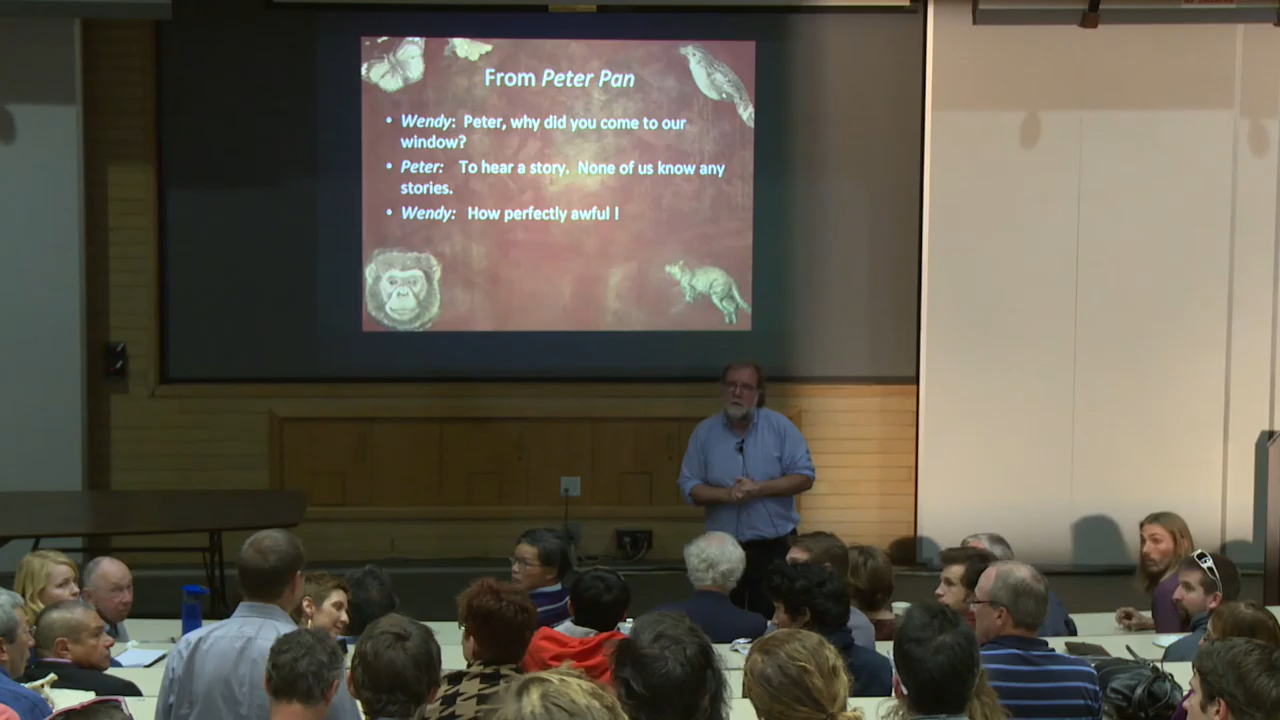 From Peter Pan
• Wendy: Peter, why did you come to our
window?
• Peter: To hear a story. None of us know any
stories.
• Wendy: How perfectly awful !